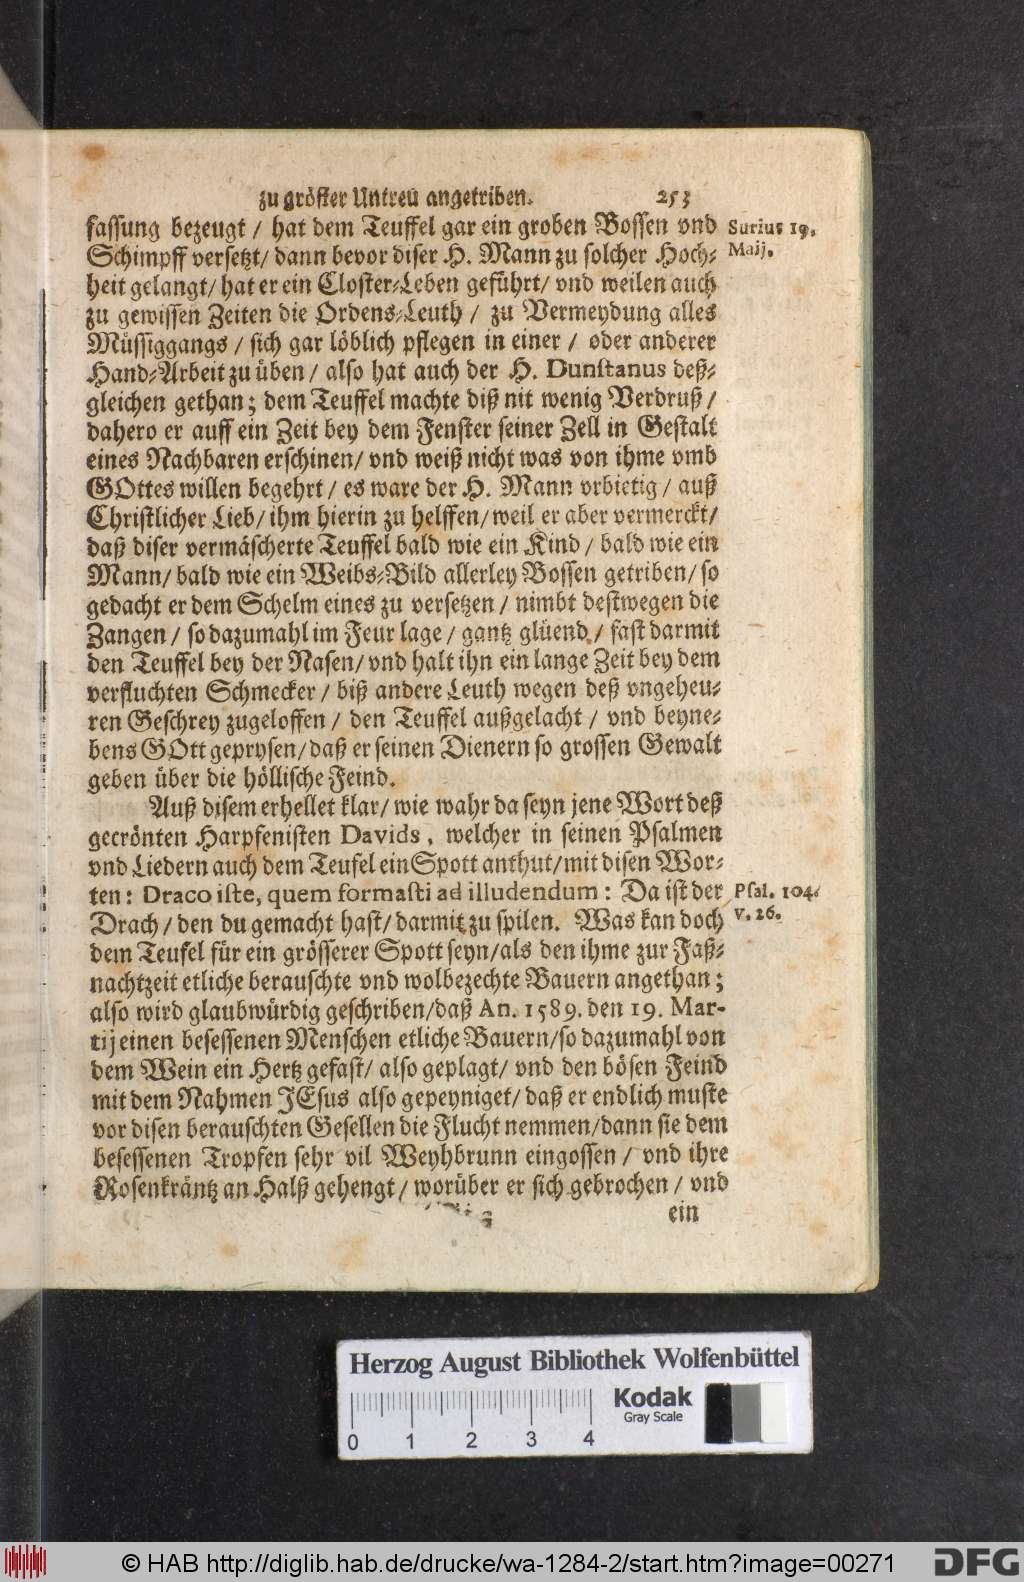 zu gröster Untreu angetriben. 253
fassung bezeugt / hat dem Teuffel gar ein groben Bossen vnd
Surius 19.
Maij.
Schimpff versetzt / dann bevor diser H. Mann zu solcher Hoch-
heit gelangt / hat er ein Closter-Leben geführt / vnd weilen auch
zu gewissen Zeiten die Ordens-Leuth / zu Vermeydung alles
Müssiggangs / sich gar löblich pflegen in einer / oder anderer
Hand-Arbeit zu üben / also hat auch der H. Dunstanus deß-
gleichen gethan; dem Teuffel machte diß nit wenig Verdruß /
dahero er auff ein Zeit bey dem Fenster seiner Zell in Gestalt
eines Nachbaren erschinen / vnd weiß nicht was von ihme vmb
GOttes willen begehrt / es ware der H. Mann vrbietig / auß
Christlicher Lieb / ihm hierin zu helffen / weil er aber vermerckt /
daß diser vermäscherte Teuffel bald wie ein Kind / bald wie ein
Mann / bald wie ein Weibs-Bild allerley Bossen getriben / so
gedacht er dem Schelm eines zu versetzen / nimbt destwegen die
Zangen / so dazumahl im Feur lage / gantz glüend / fast darmit
den Teuffel bey der Nasen / vnd halt ihn ein lange Zeit bey dem
verfluchten Schmecker / biß andere Leuth wegen deß vngeheu-
ren Geschrey zugeloffen / den Teuffel außgelacht / vnd beyne-
bens GOtt geprysen / daß er seinen Dienern so grossen Gewalt
geben über die höllische Feind.
Auß disem erhellet klar / wie wahr da seyn jene Wort deß
gecrönten Harpfenisten Davids, welcher in seinen Psalmen
vnd Liedern auch dem Teufel ein Spott anthut / mit disen Wor-
ten: Draco iste, quem formasti ad illudendum: Da ist der
Psal. 104.
v. 26.
Drach / den du gemacht hast / darmit zu spilen. Was kan doch
dem Teufel für ein grösserer Spott seyn / als den ihme zur Faß-
nachtzeit etliche berauschte vnd wolbezechte Bauern angethan;
also wird glaubwürdig geschriben / daß An. 1589. den 19. Mar-
tij einen besessenen Menschen etliche Bauern / so dazumahl von
dem Wein ein Hertz gefast / also geplagt / vnd den bösen Feind
mit dem Nahmen JEsus also gepeyniget / daß er endlich muste
vor disen berauschten Gesellen die Flucht nemmen / dann sie dem
besessenen Tropfen sehr vil Weyhbrunn eingossen / vnd ihre
Rosenkräntz an Halß gehengt / worüber er sich gebrochen / vnd
ein
Herzog August Bibliothek Wolfenbüttel
Kodak
Gray Scale
0 1 2 3 4
© HAB http://diglib.hab.de/drucke/wa-1284-2/start.htm?image=00271
DFG